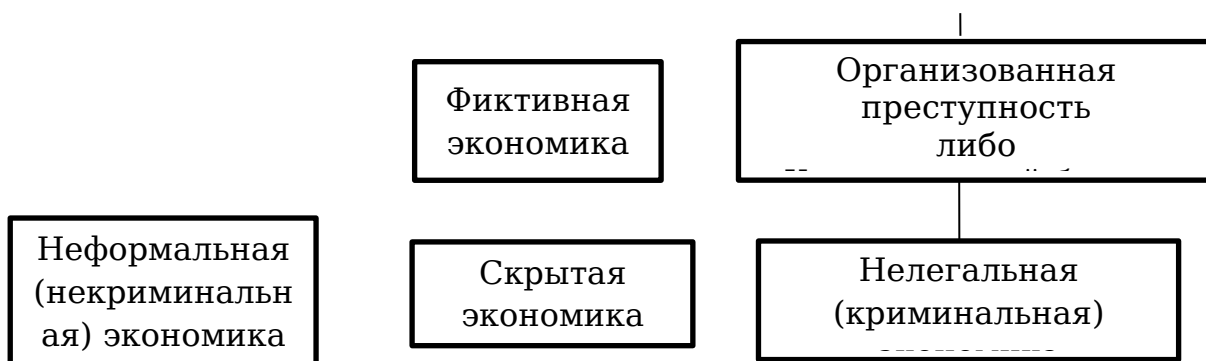 Фиктивная
экономика
Организованная
преступность
либо
Неформальная
(некриминальн
ая) экономика
Скрытая
экономика
Нелегальная
(криминальная)